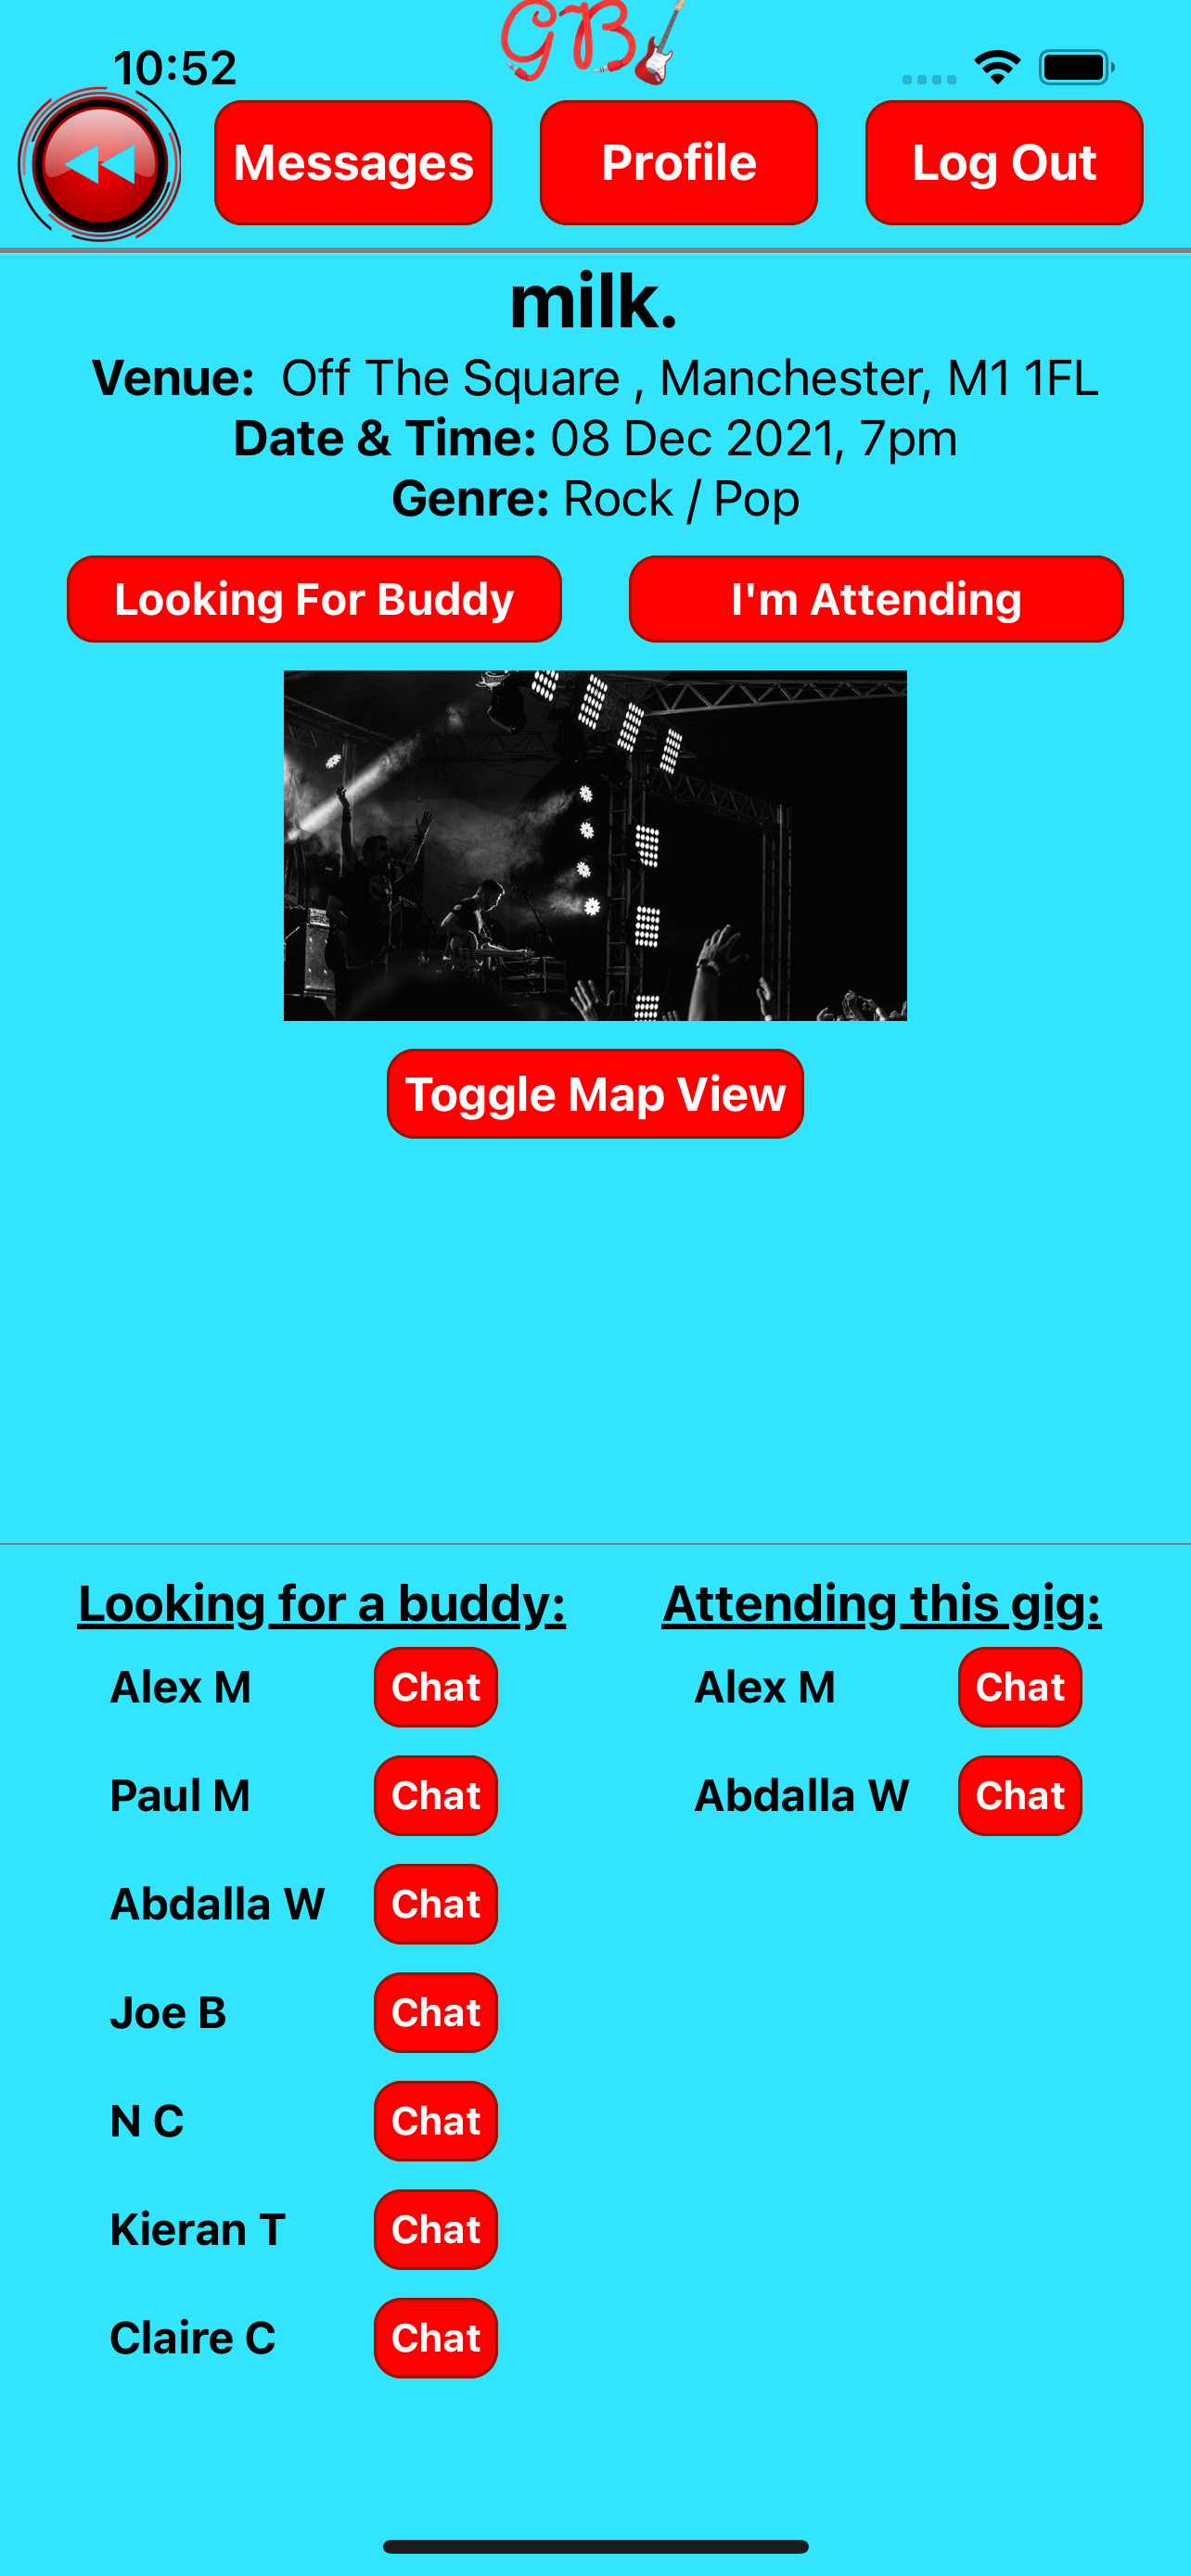 GB
10:52
Messages Profile Log Out
milk.
Venue:  Off The Square , Manchester, M1 1FL
Date & Time: 08 Dec 2021, 7pm
Genre: Rock / Pop
Looking For Buddy I'm Attending
Toggle Map View
Looking for a buddy:
Alex M Chat
Paul M Chat
Abdalla W Chat
Joe B Chat
N C Chat
Kieran T Chat
Claire C Chat
Attending this gig:
Alex M Chat
Abdalla W Chat